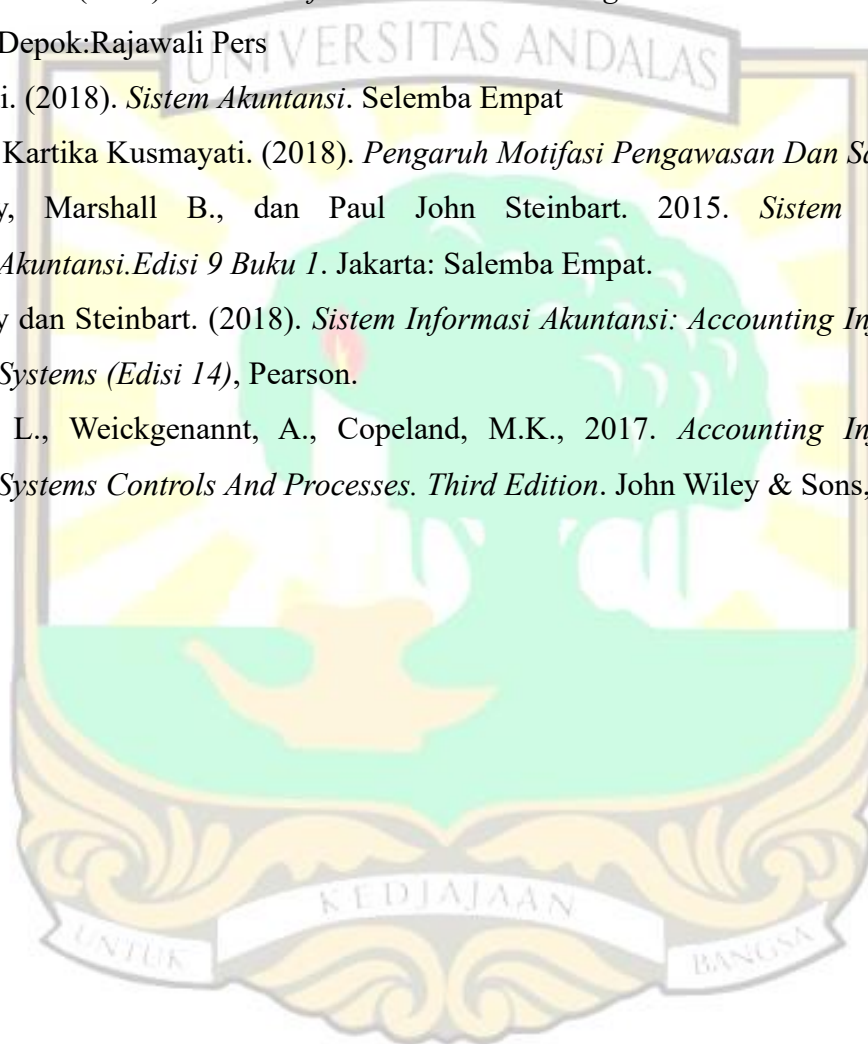 Depok:Rajawali Pers
UNIVERSITAS ANDALAS
i. (2018). Sistem Akuntansi. Selemba Empat
Kartika Kusmayati. (2018). Pengaruh Motifasi Pengawasan Dan
y, Marshall B., dan Paul John Steinbart. 2015. Sistem
Akuntansi.Edisi 9 Buku 1. Jakarta: Salemba Empat.
y dan Steinbart. (2018). Sistem Informasi Akuntansi: Accounting
Systems (Edisi 14), Pearson.
L., Weickgenannt, A., Copeland, M.K., 2017. Accounting
Systems Controls And Processes. Third Edition. John Wiley & Sons,
KEDJAJAAN
UNTUK
BANGSA